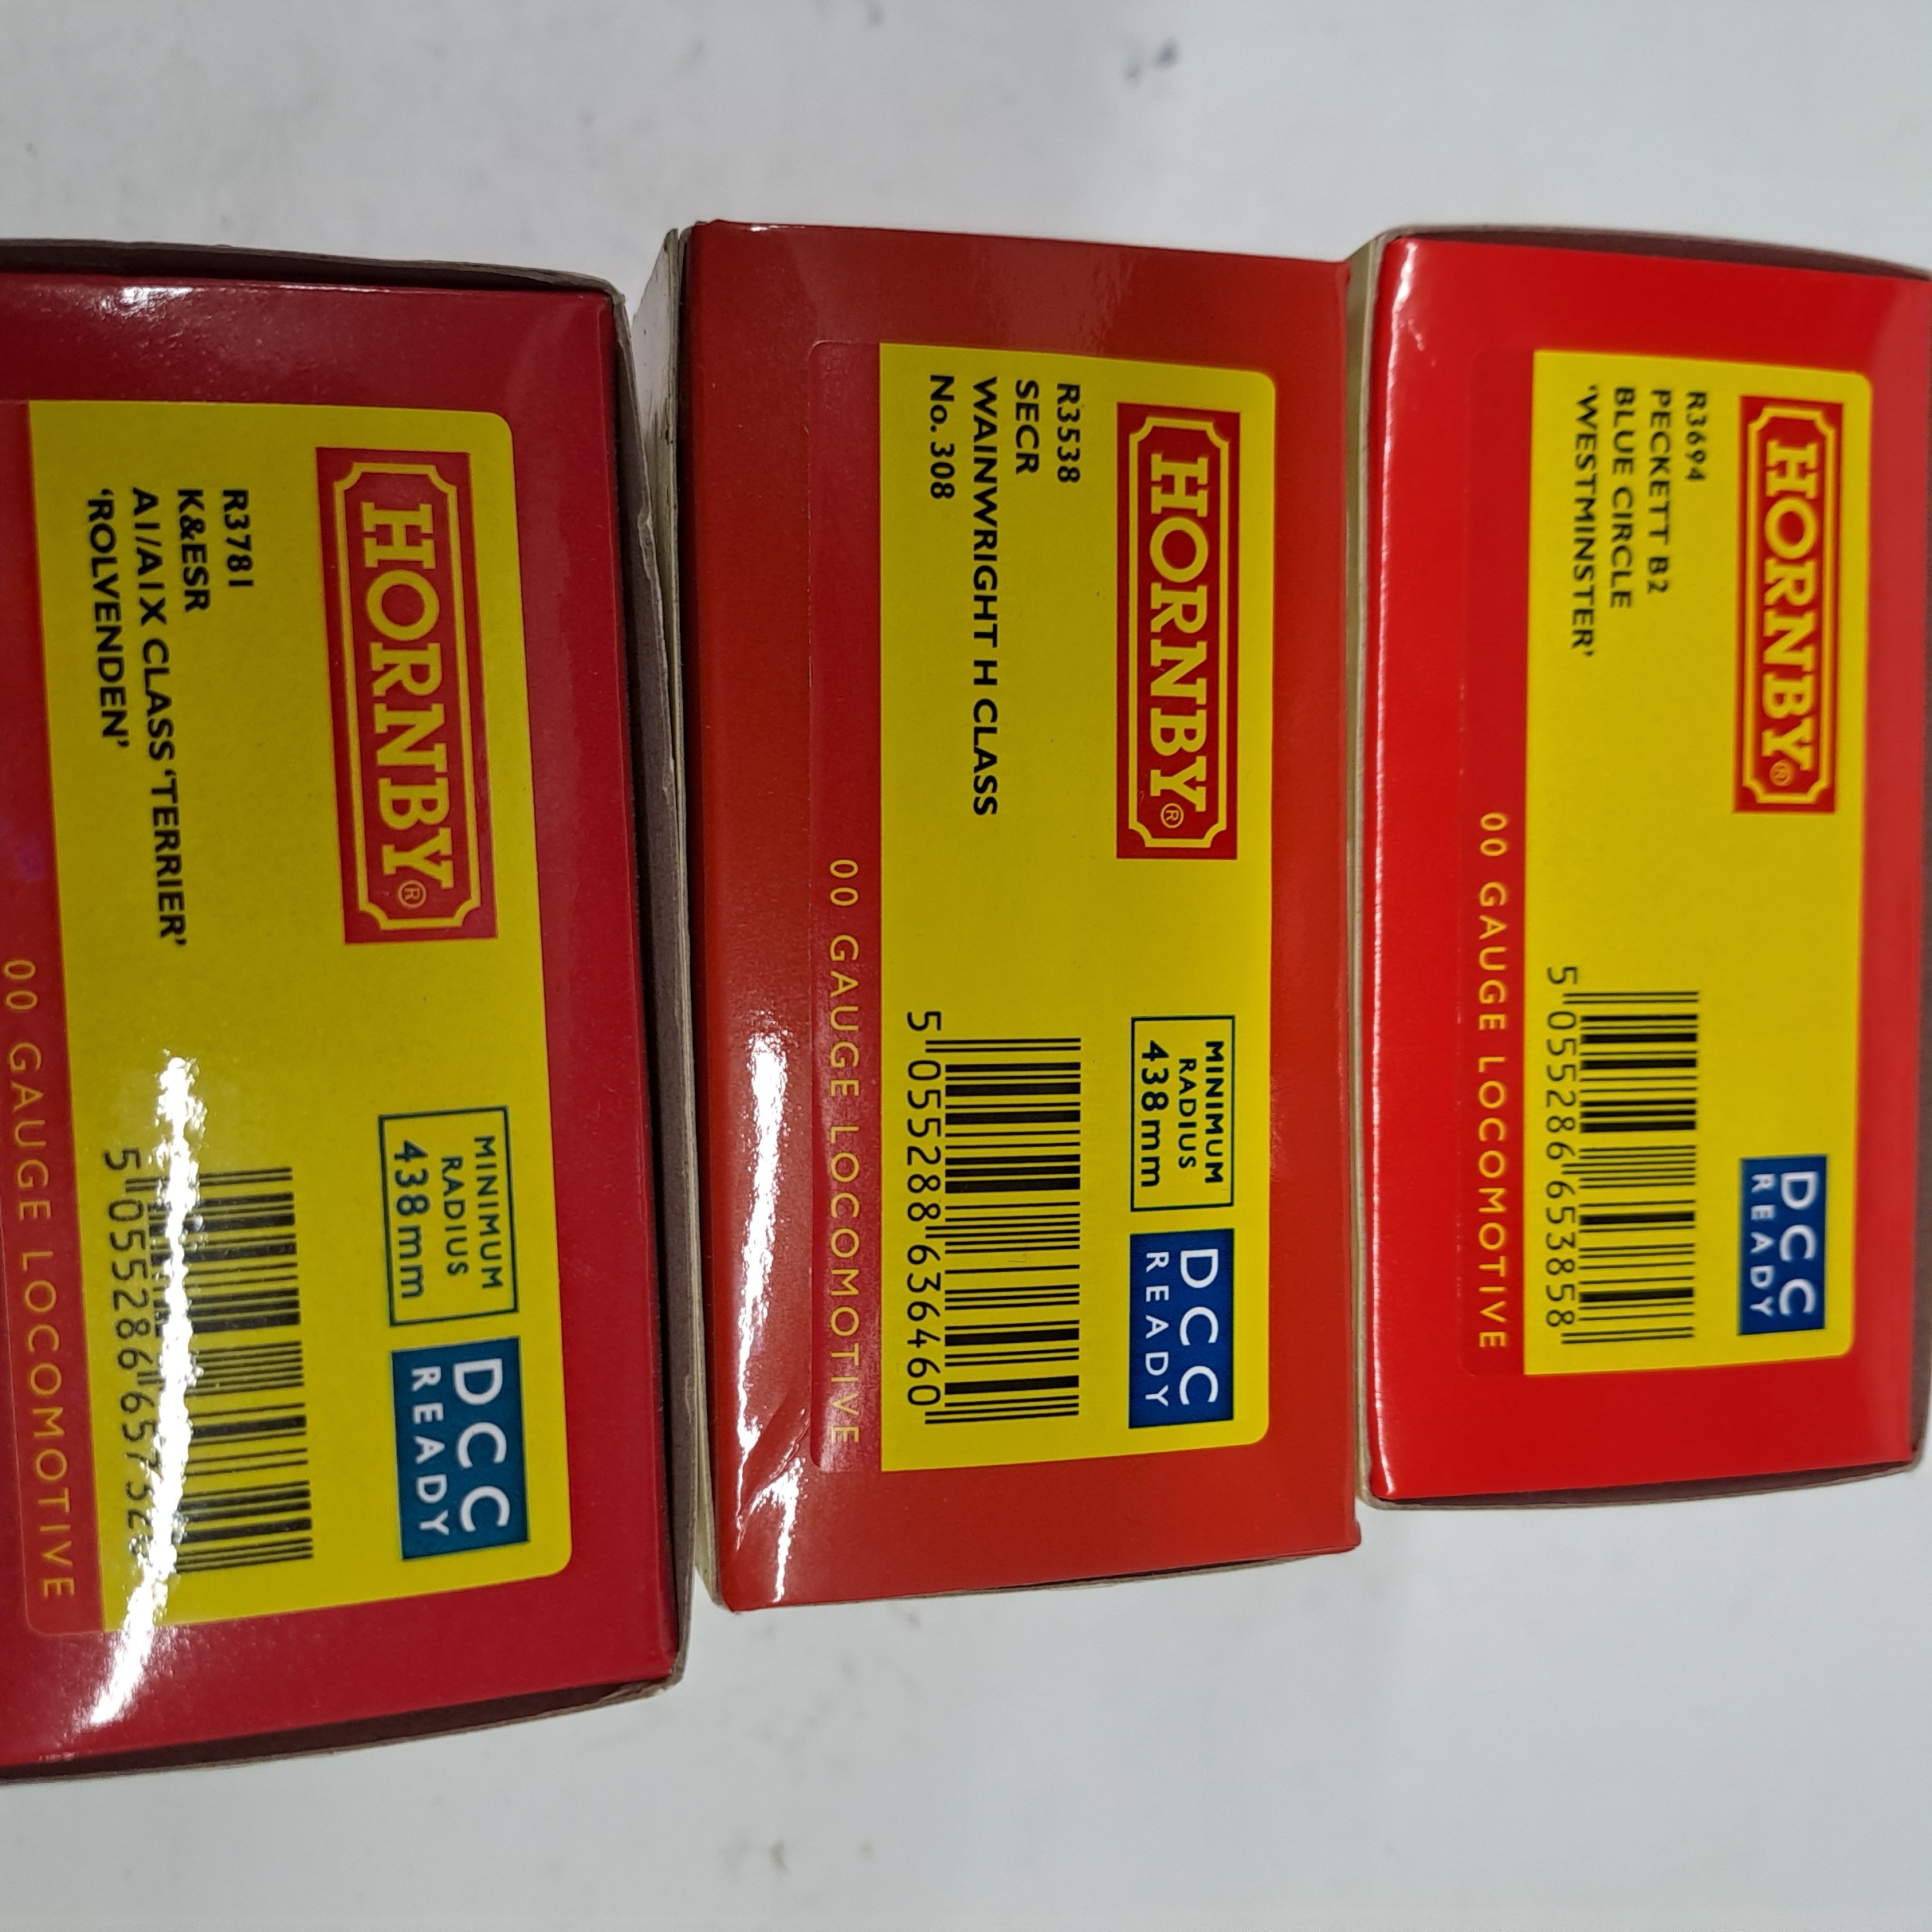 HORNBY®
R3694
PECKETT B2
BLUE CIRCLE
'WESTMINSTER'
DCC
READY
5 055286 653858
00 GAUGE LOCOMOTIVE
HORNBY®
R3538
SECR
WAINWRIGHT H CLASS
No. 308
MINIMUM
RADIUS
438mm
DCC
READY
5 055288 636460
00 GAUGE LOCOMOTIVE
HORNBY®
R3781
K&ESR
A1/A1X CLASS 'TERRIER'
'ROLVENDEN'
MINIMUM
RADIUS
438mm
DCC
READY
5 055286
00 GAUGE LOCOMOTIVE